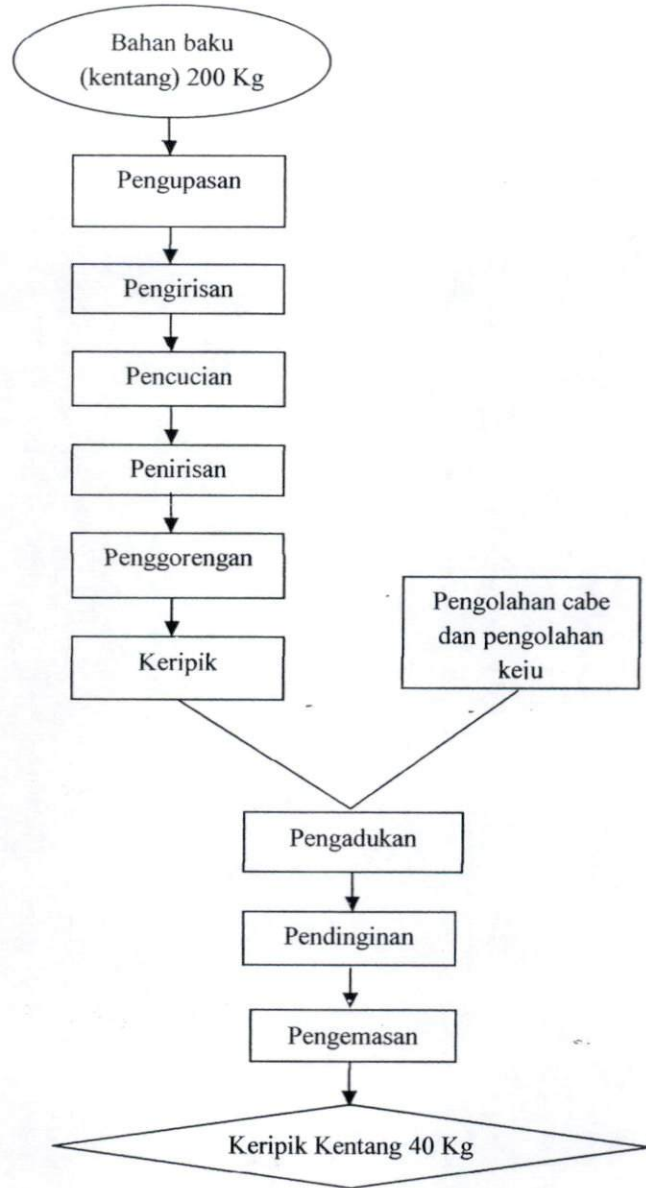 Bahan baku
(kentang) 200 Kg
Pengupasan
Pengirisan
Pencucian
Penirisan
Penggorengan
Keripik
Pengolahan cabe
dan pengolahan
keju
Pengadukan
Pendinginan
Pengemasan
Keripik Kentang 40 Kg